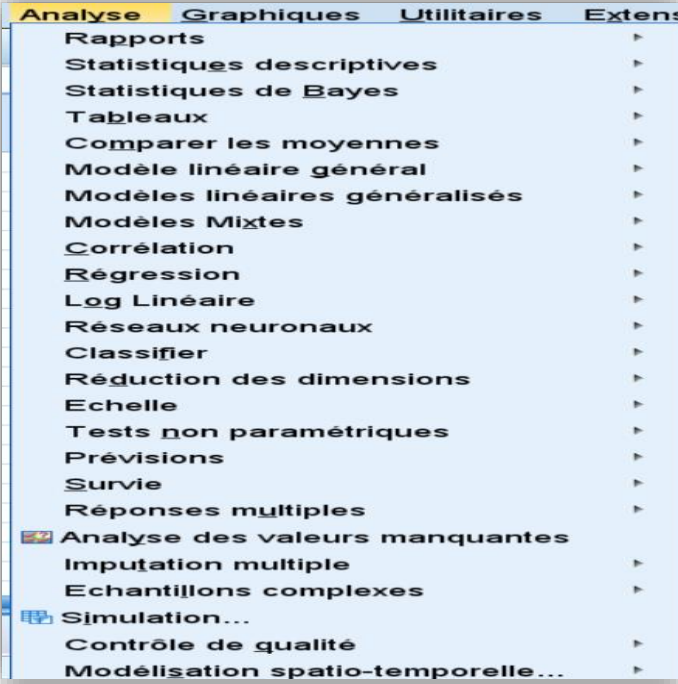 Analyse Graphiques Utilitaires Extens
Rapports
Statistiques descriptives
Statistiques de Bayes
Tableaux
Comparer les moyennes
Modèle linéaire général
Modèles linéaires généralisés
Modèles Mixtes
Corrélation
Régression
Log Linéaire
Réseaux neuronaux
Classifier
Réduction des dimensions
Echelle
Tests non paramétriques
Prévisions
Survie
Réponses multiples
Analyse des valeurs manquantes
Imputation multiple
Echantillons complexes
Simulation...
Contrôle de qualité
Modélisation spatio-temporelle...